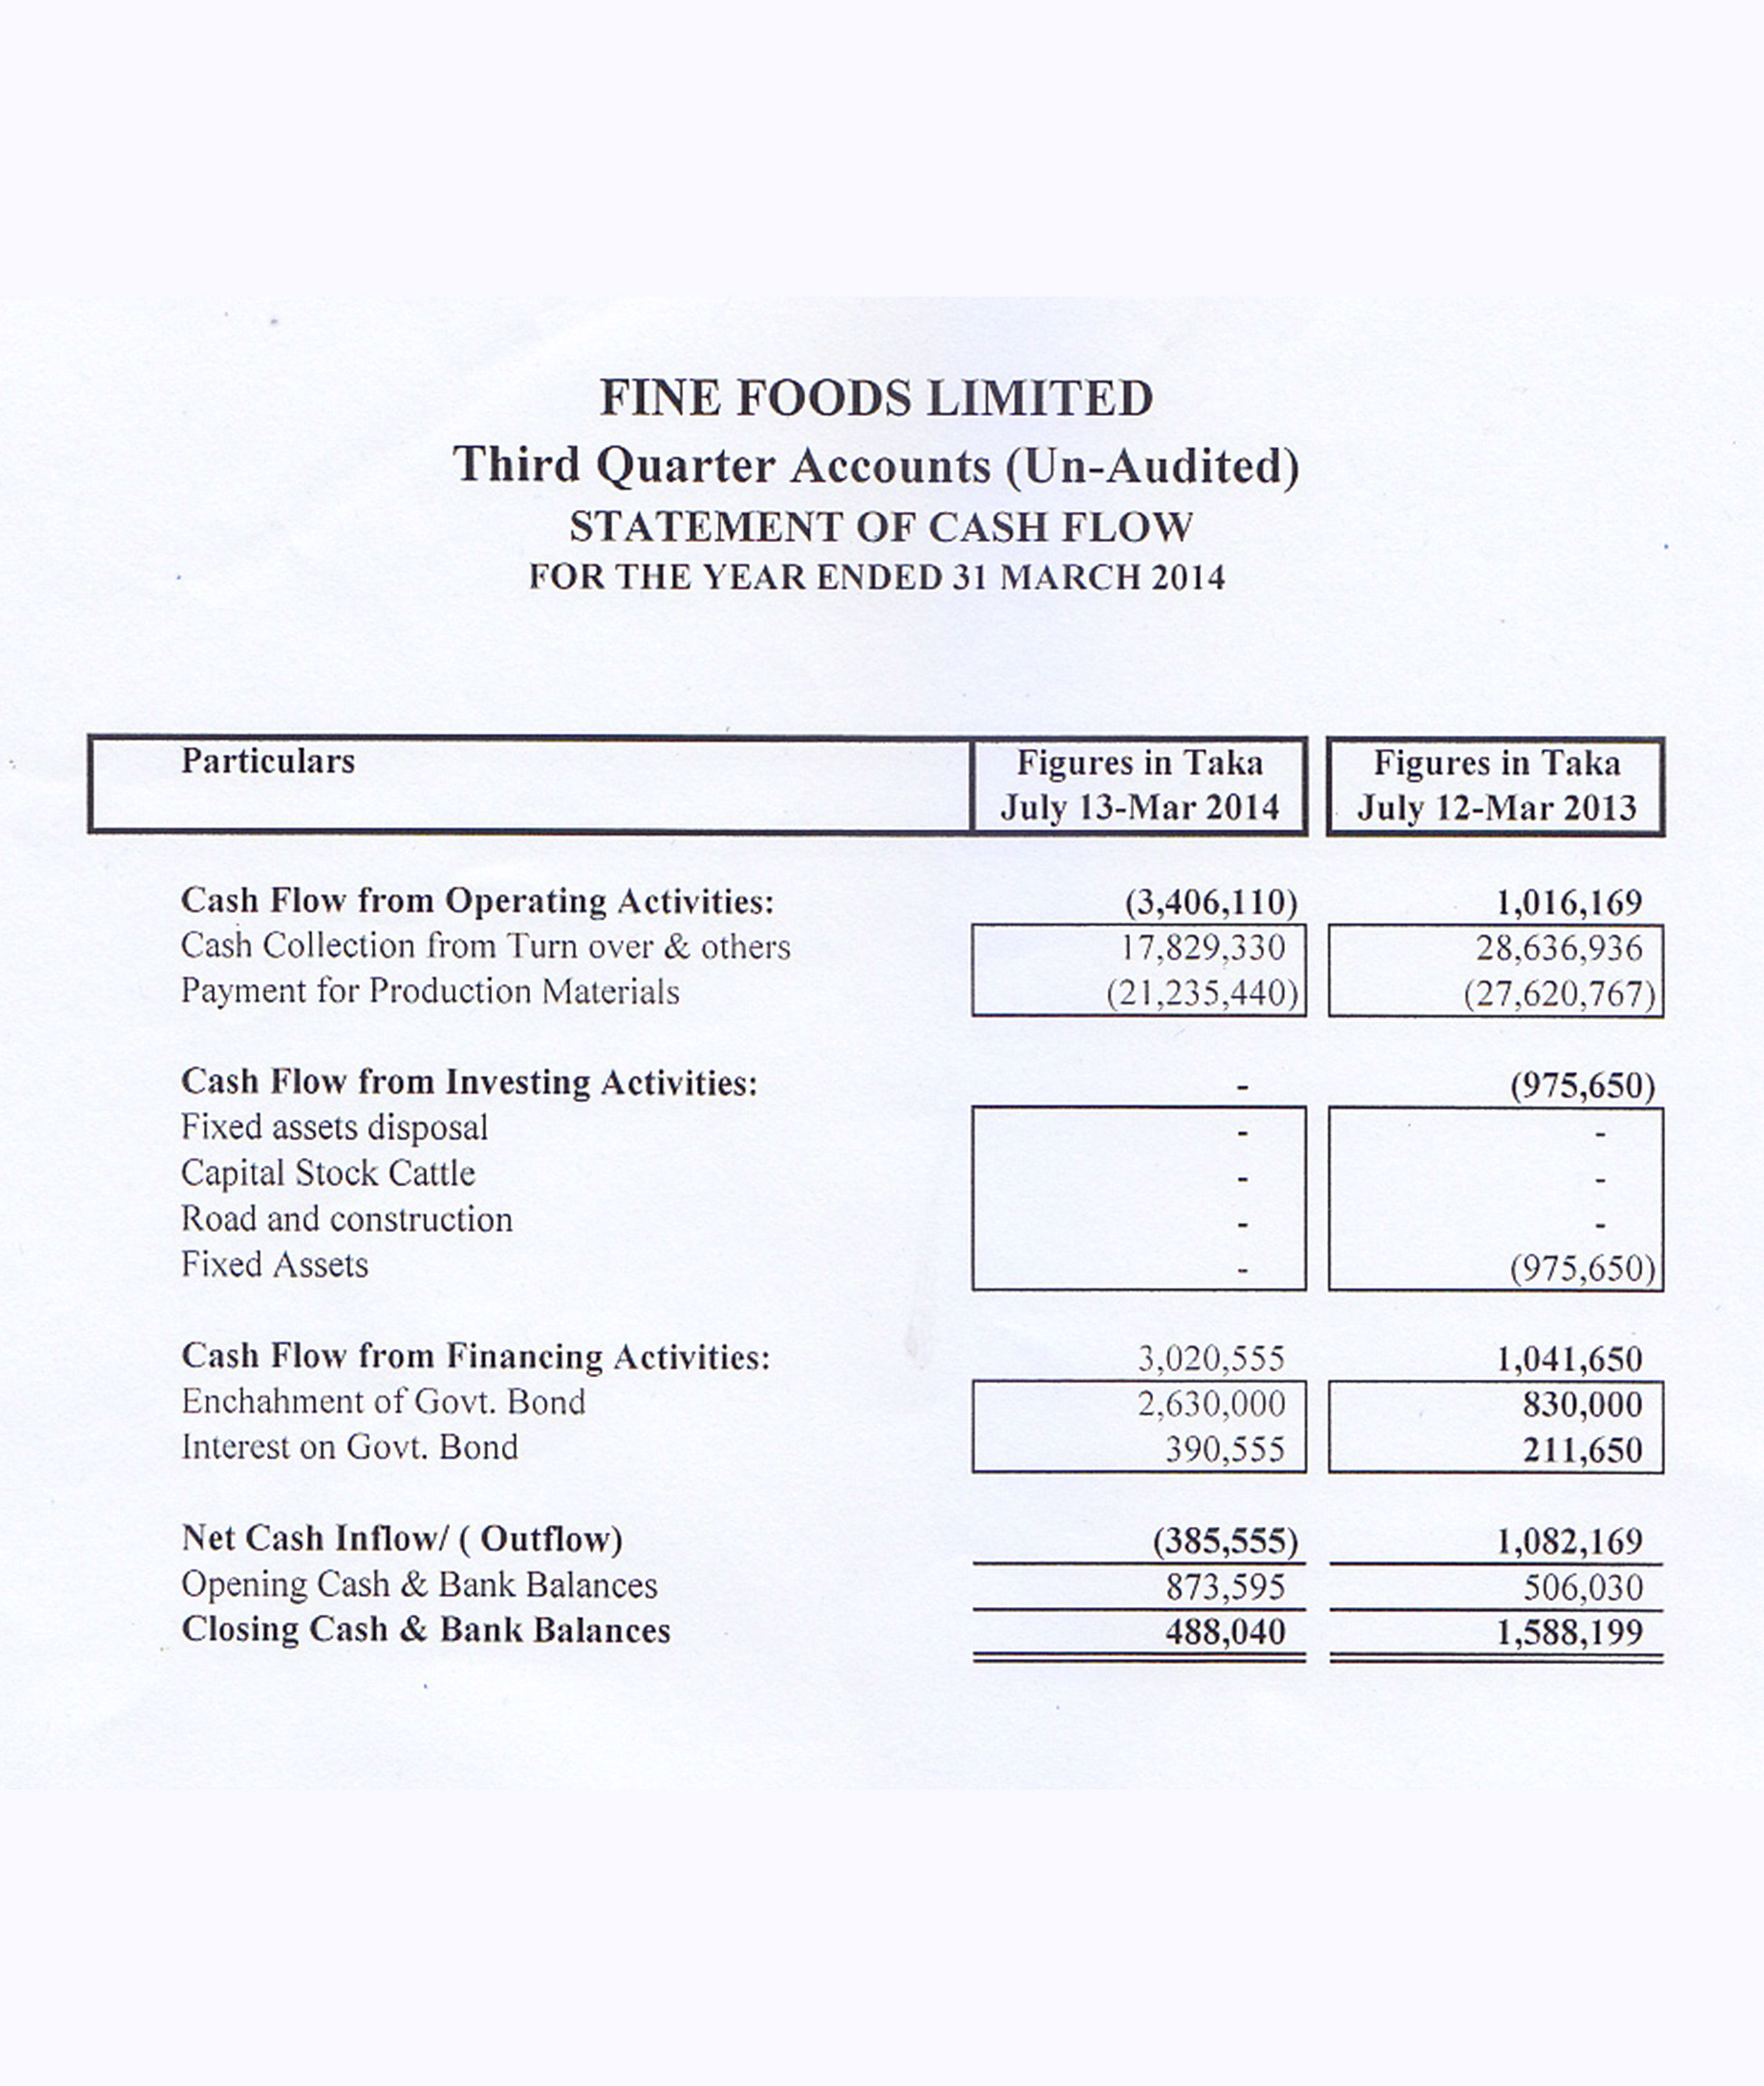 FINE FOODS LIMITED
Third Quarter Accounts (Un-Audited)
STATEMENT OF CASH FLOW
FOR THE YEAR ENDED 31 MARCH 2014
Particulars Figures in Taka July 13-Mar 2014 Figures in Taka July 12-Mar 2013
Cash Flow from Operating Activities: (3,406,110) 1,016,169
Cash Collection from Turn over & others 17,829,330 28,636,936
Payment for Production Materials (21,235,440) (27,620,767)
Cash Flow from Investing Activities: - (975,650)
Fixed assets disposal - -
Capital Stock Cattle - -
Road and construction - -
Fixed Assets - (975,650)
Cash Flow from Financing Activities: 3,020,555 1,041,650
Enchahment of Govt. Bond 2,630,000 830,000
Interest on Govt. Bond 390,555 211,650
Net Cash Inflow/ ( Outflow) (385,555) 1,082,169
Opening Cash & Bank Balances 873,595 506,030
Closing Cash & Bank Balances 488,040 1,588,199